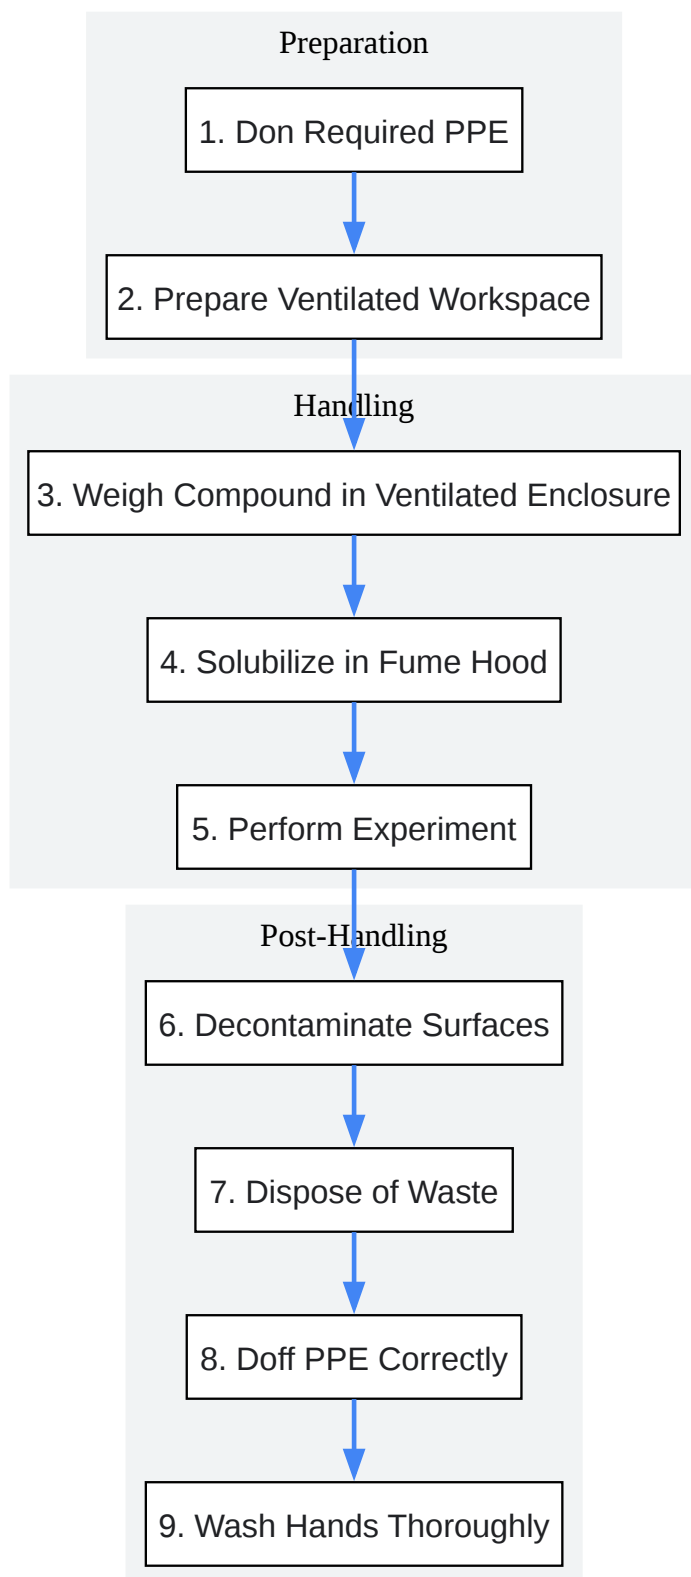 Preparation
1. Don Required PPE
2. Prepare Ventilated Workspace
Handling
3. Weigh Compound in Ventilated Enclosure
4. Solubilize in Fume Hood
5. Perform Experiment
Post-Handling
6. Decontaminate Surfaces
7. Dispose of Waste
8. Doff PPE Correctly
9. Wash Hands Thoroughly